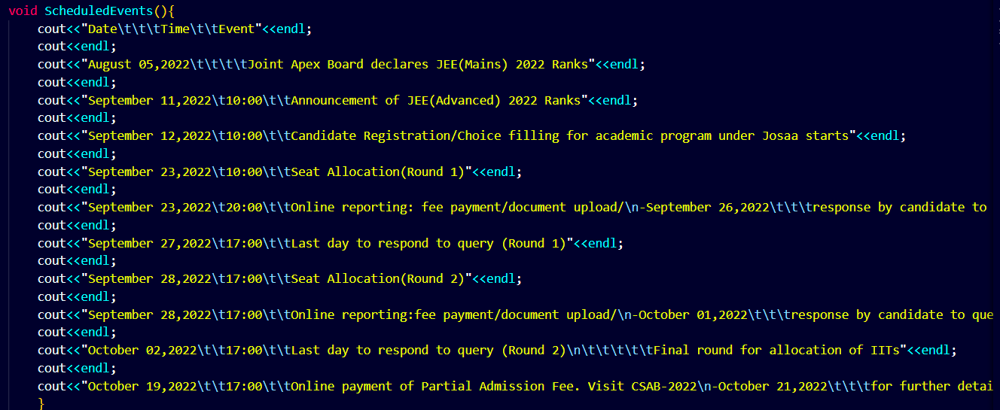 void ScheduledEvents(){
cout<<"Date\t\t\tTime\t\tEvent"<<endl;
cout<<endl;
cout<<"August 05,2022\t\t\t\tJoint Apex Board declares JEE(Mains) 2022 Ranks"<<endl;
cout<<endl;
cout<<"September 11,2022\t10:00\t\tAnnouncement of JEE(Advanced) 2022 Ranks"<<endl;
cout<<endl;
cout<<"September 12,2022\t10:00\t\tCandidate Registration/Choice filling for academic program under Josaa starts"<<endl;
cout<<endl;
cout<<"September 23,2022\t10:00\t\tSeat Allocation(Round 1)"<<endl;
cout<<endl;
cout<<"September 23,2022\t20:00\t\tOnline reporting: fee payment/document upload/\n-September 26,2022\t\t\tresponse by candidate to
cout<<endl;
cout<<"September 27,2022\t17:00\t\tLast day to respond to query (Round 1)"<<endl;
cout<<endl;
cout<<"September 28,2022\t17:00\t\tSeat Allocation(Round 2)"<<endl;
cout<<endl;
cout<<"September 28,2022\t17:00\t\tOnline reporting:fee payment/document upload/\n-October 01,2022\t\t\tresponse by candidate to que
cout<<endl;
cout<<"October 02,2022\t\t17:00\t\tLast day to respond to query (Round 2)\n\t\t\t\t\tFinal round for allocation of IITs"<<endl;
cout<<endl;
cout<<"October 19,2022\t\t17:00\t\tOnline payment of Partial Admission Fee. Visit CSAB-2022\n-October 21,2022\t\t\tfor further detai
}